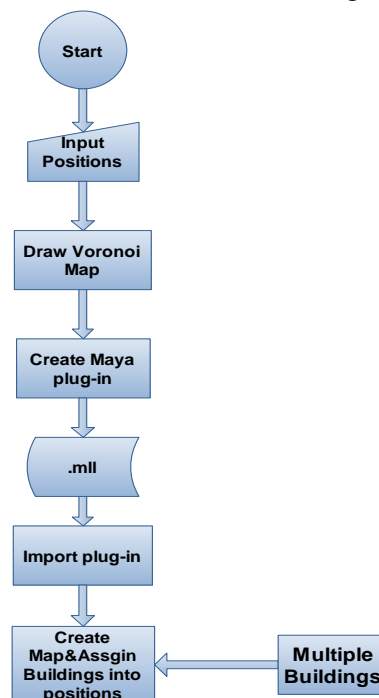 Start
Input
Positions
Draw Voronoi
Map
Create Maya
plug-in
.mll
Import plug-in
Create
Map&Assgin
Buildings into
positions
Multiple
Buildings